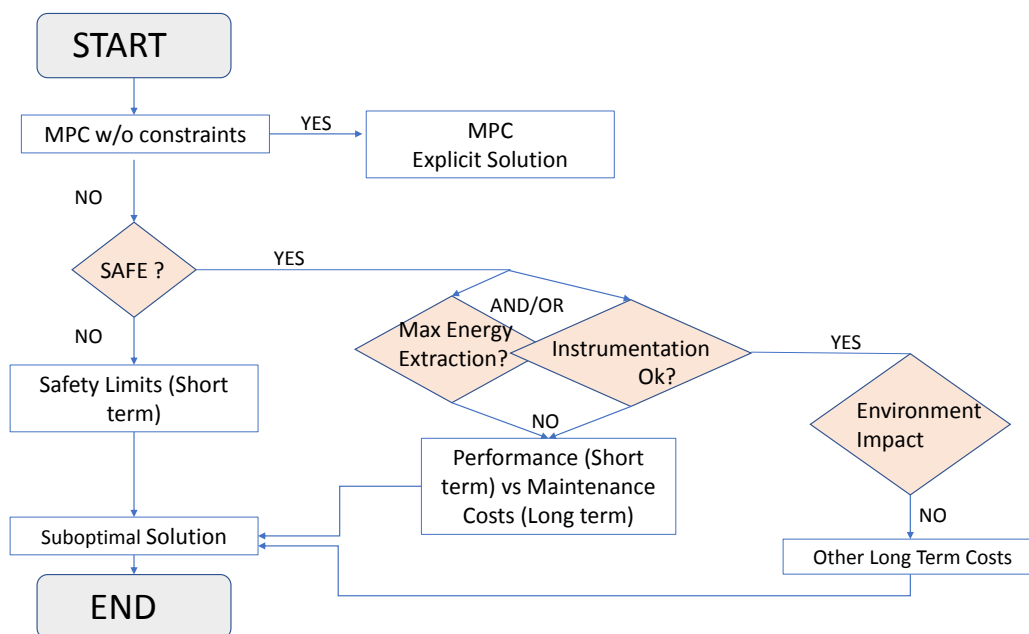 START
MPC w/o constraints
YES
MPC
Explicit Solution
NO
SAFE ?
YES
AND/OR
Max Energy
Extraction?
Instrumentation
Ok?
YES
NO
Safety Limits (Short
term)
Environment
Impact
NO
Performance (Short
term) vs Maintenance
Costs (Long term)
NO
Suboptimal Solution
Other Long Term Costs
END